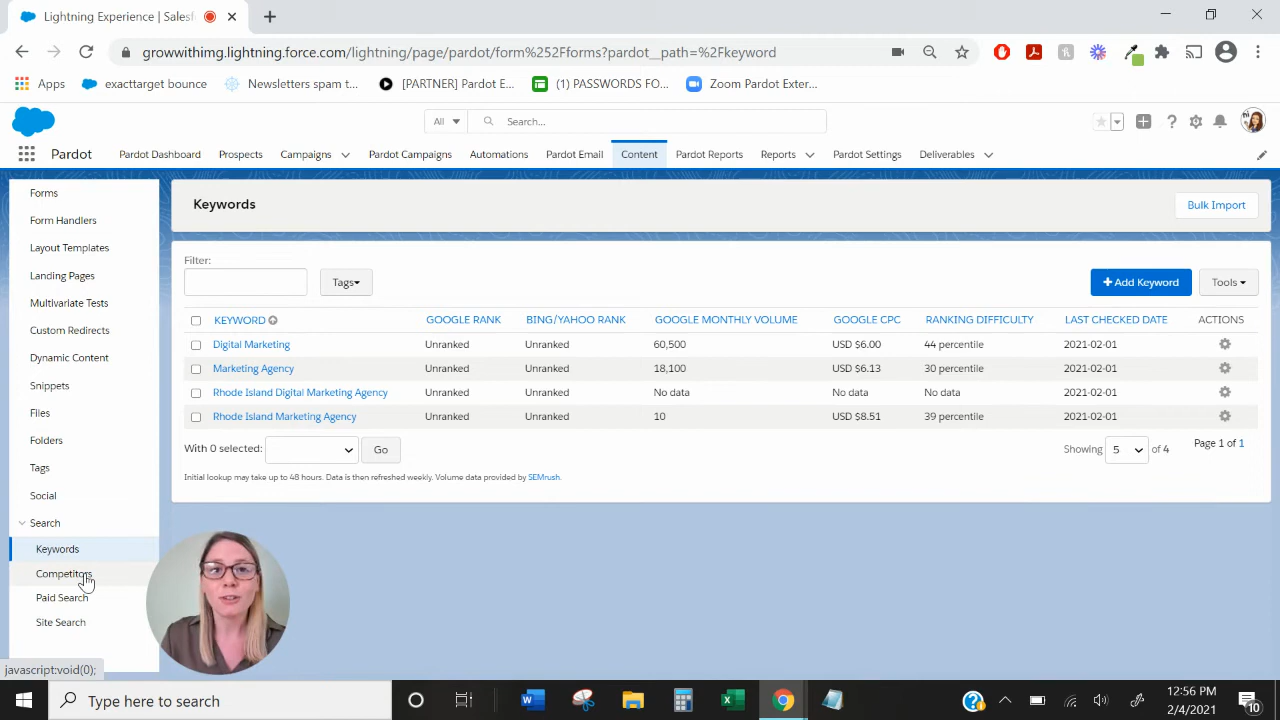 Lightning Experience | Salesf
growwithimg.lightning.force.com/lightning/page/pardot/form%252Fforms?pardot__path=%2Fkeyword
Apps
exacttarget bounce
Newsletters spam t...
[PARTNER] Pardot E...
(1) PASSWORDS FO...
Zoom Pardot Exter...
All
Search...
Pardot
Pardot Dashboard
Prospects
Campaigns
Pardot Campaigns
Automations
Pardot Email
Content
Pardot Reports
Reports
Pardot Settings
Deliverables
Forms
Form Handlers
Layout Templates
Landing Pages
Multivariate Tests
Custom Redirects
Dynamic Content
Snippets
Files
Folders
Tags
Social
Search
Keywords
Competitors
Paid Search
Site Search
javascript:void(0);
Keywords
Bulk Import
Filter:
Tags
+ Add Keyword
Tools
KEYWORD GOOGLE RANK BING/YAHOO RANK GOOGLE MONTHLY VOLUME GOOGLE CPC RANKING DIFFICULTY LAST CHECKED DATE ACTIONS
Digital Marketing Unranked Unranked 60,500 USD $6.00 44 percentile 2021-02-01
Marketing Agency Unranked Unranked 18,100 USD $6.13 30 percentile 2021-02-01
Rhode Island Digital Marketing Agency Unranked Unranked No data No data No data 2021-02-01
Rhode Island Marketing Agency Unranked Unranked 10 USD $8.51 39 percentile 2021-02-01
With 0 selected:
Go
Showing 5 of 4
Page 1 of 1
Initial lookup may take up to 48 hours. Data is then refreshed weekly. Volume data provided by SEMrush.
Type here to search
12:56 PM
2/4/2021
10